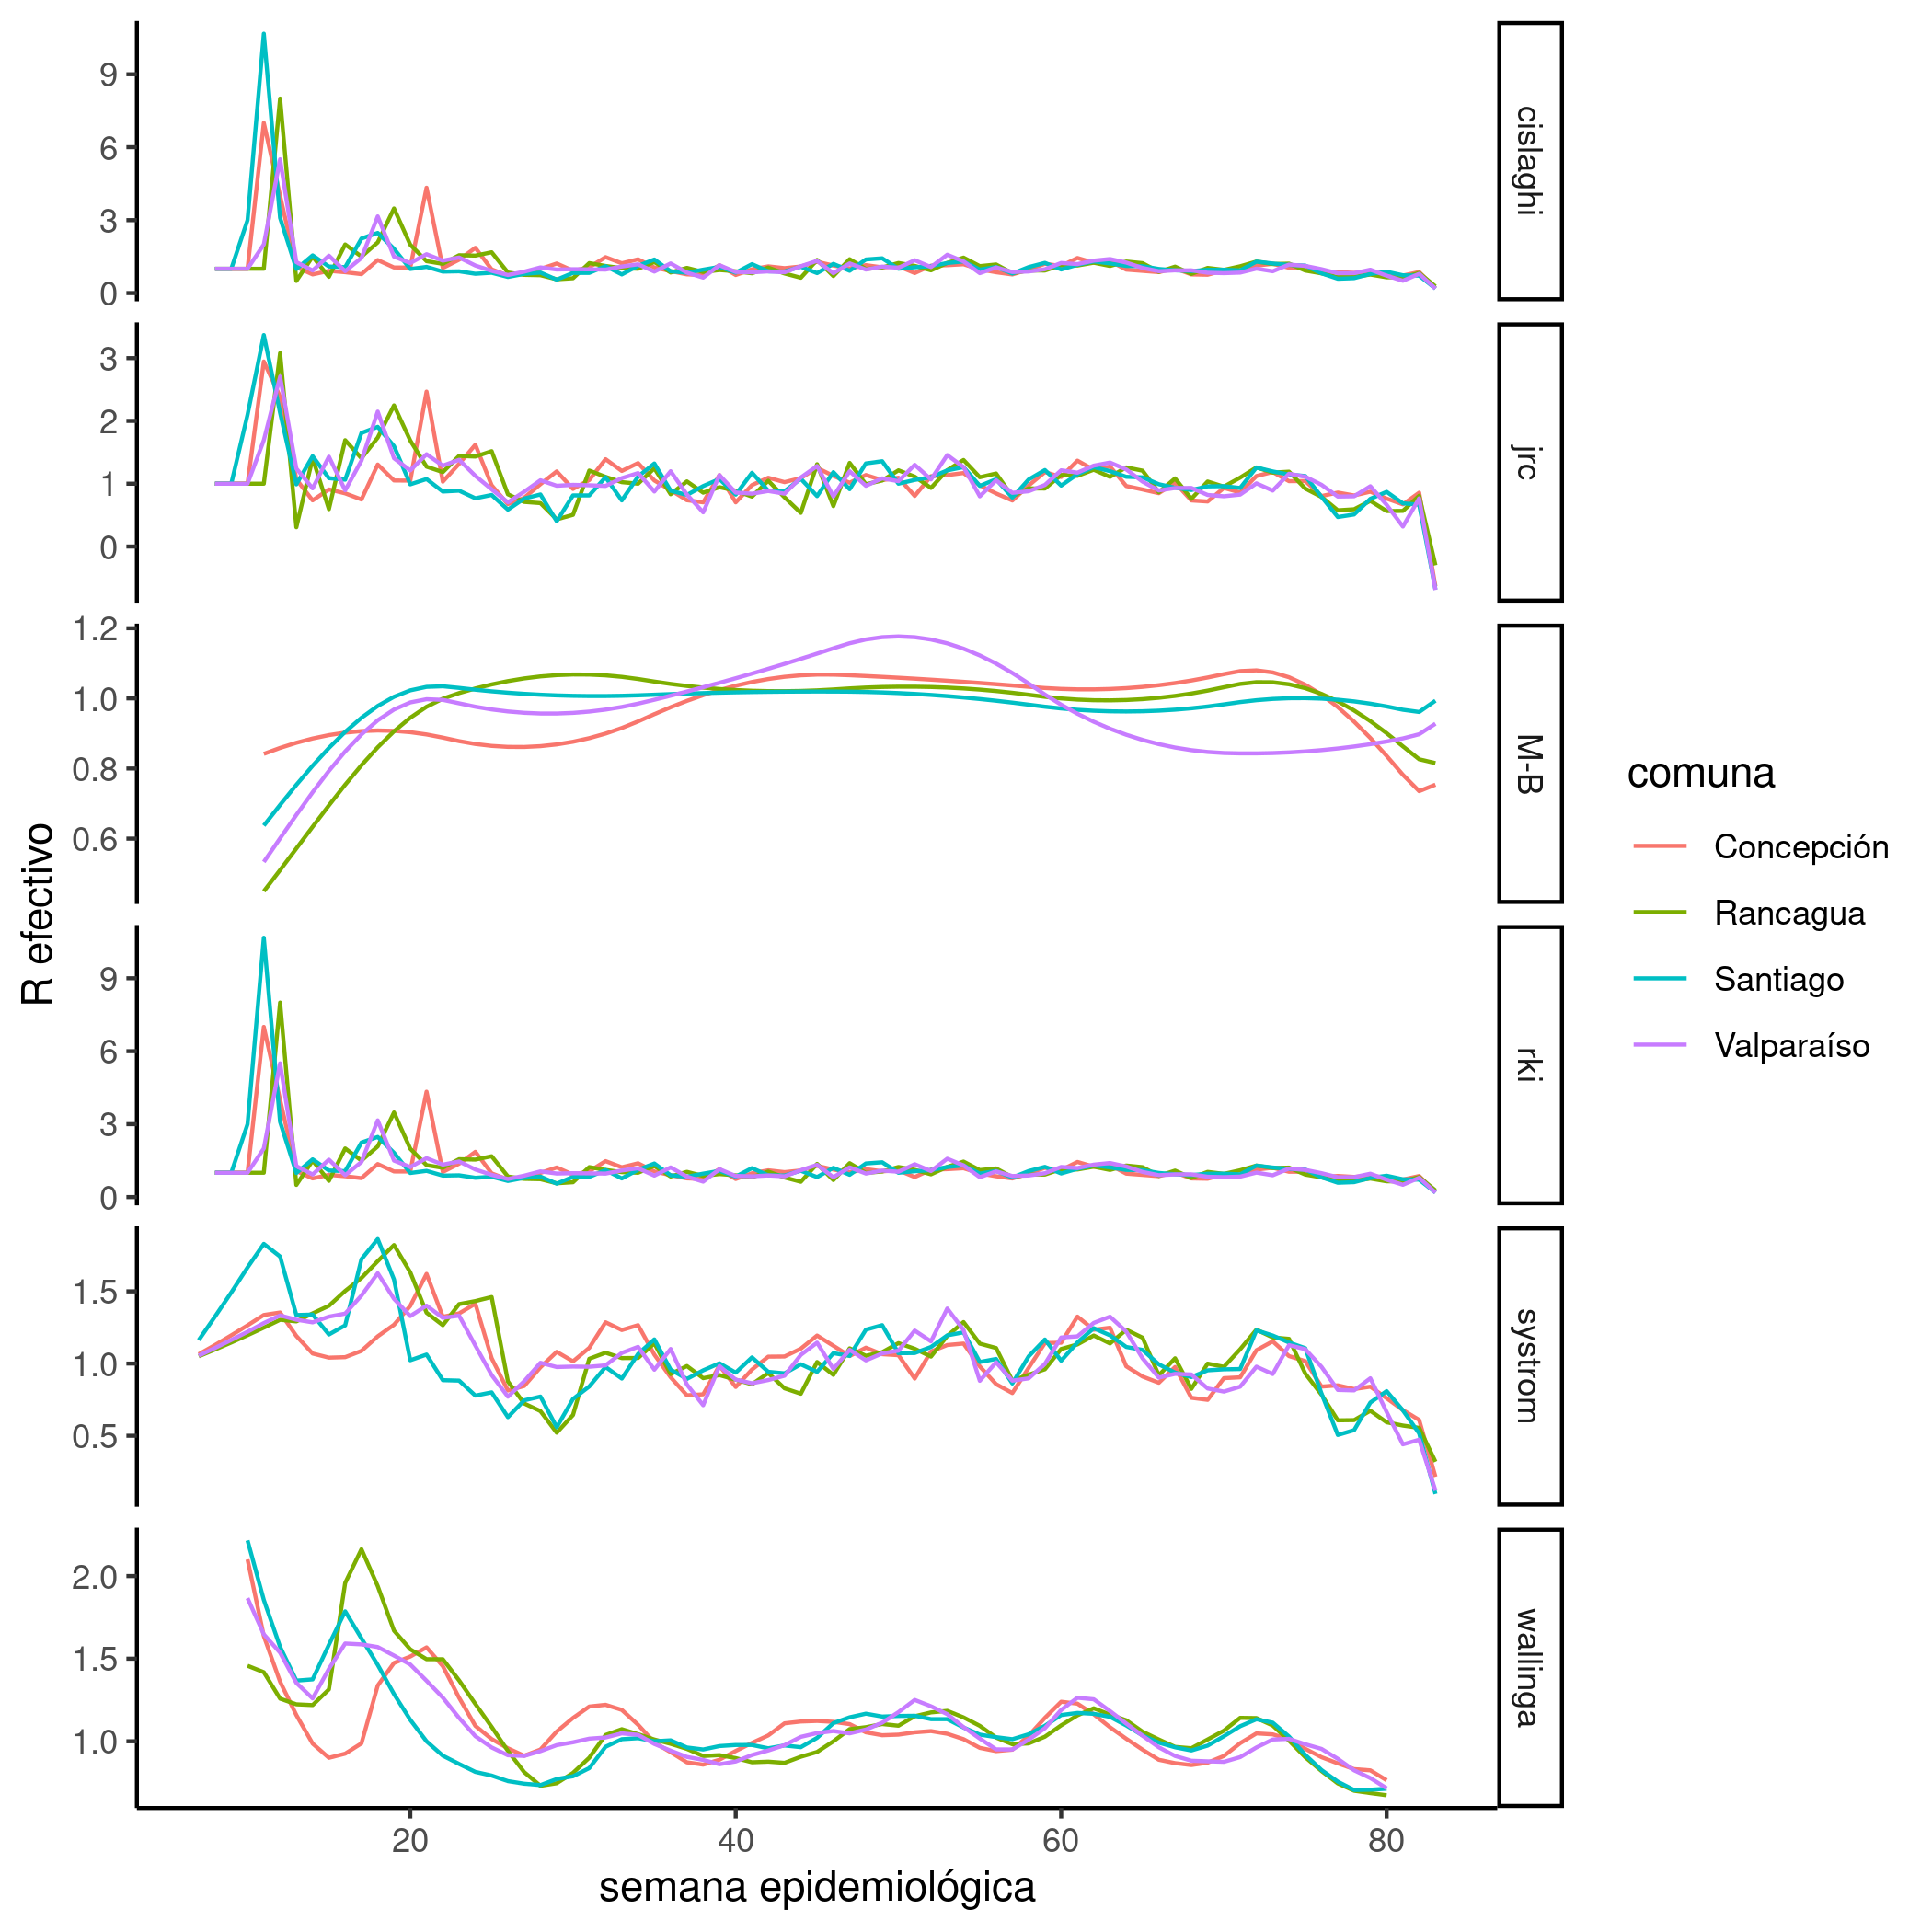 9
6
3
0
cislaghi
3
2
1
0
jrc
1.2
1.0
0.8
0.6
M-B
9
6
3
0
rki
1.5
1.0
0.5
systrom
2.0
1.5
1.0
wallinga
20 40 60 80
semana epidemiológica
R efectivo
comuna
Concepción
Rancagua
Santiago
Valparaíso